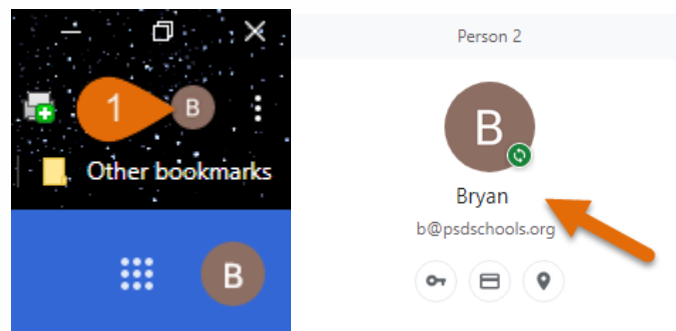 1
B
Other bookmarks
B
Person 2
B
Bryan
b@psdschools.org